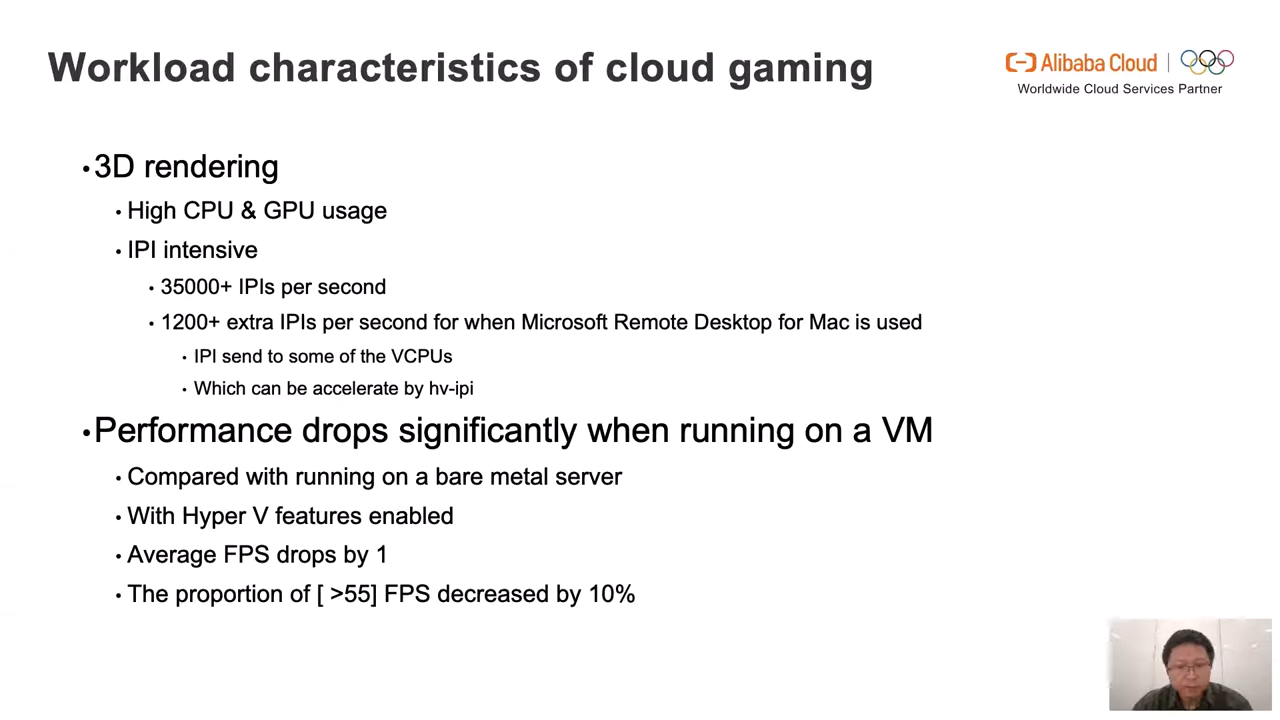 Workload characteristics of cloud gaming
Alibaba Cloud
Worldwide Cloud Services Partner
•3D rendering
•High CPU & GPU usage
•IPI intensive
•35000+ IPIs per second
•1200+ extra IPIs per second for when Microsoft Remote Desktop for Mac is used
•IPI send to some of the VCPUs
•Which can be accelerate by hv-ipi
•Performance drops significantly when running on a VM
•Compared with running on a bare metal server
•With Hyper V features enabled
•Average FPS drops by 1
•The proportion of [ >55] FPS decreased by 10%